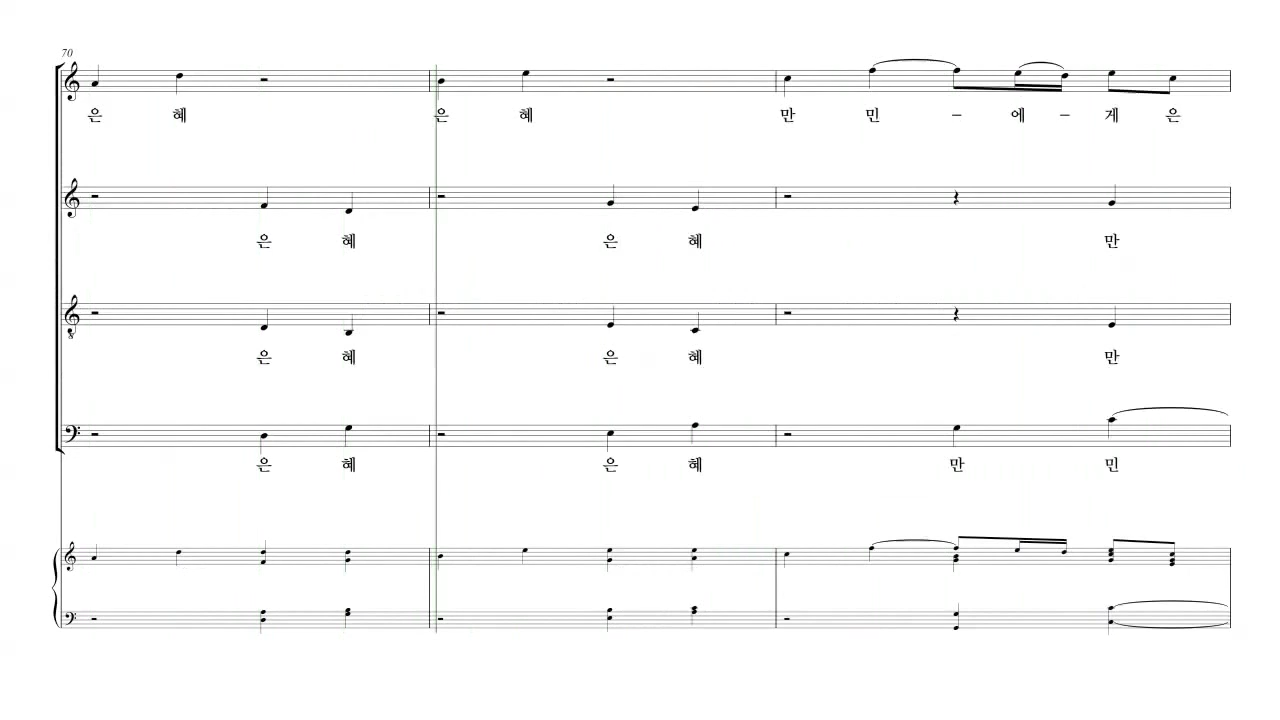 70
은 혜 은 혜 만 민 – 에 – 게 은
은 혜 은 혜 만
은 혜 은 혜 만
은 혜 은 혜 만 민